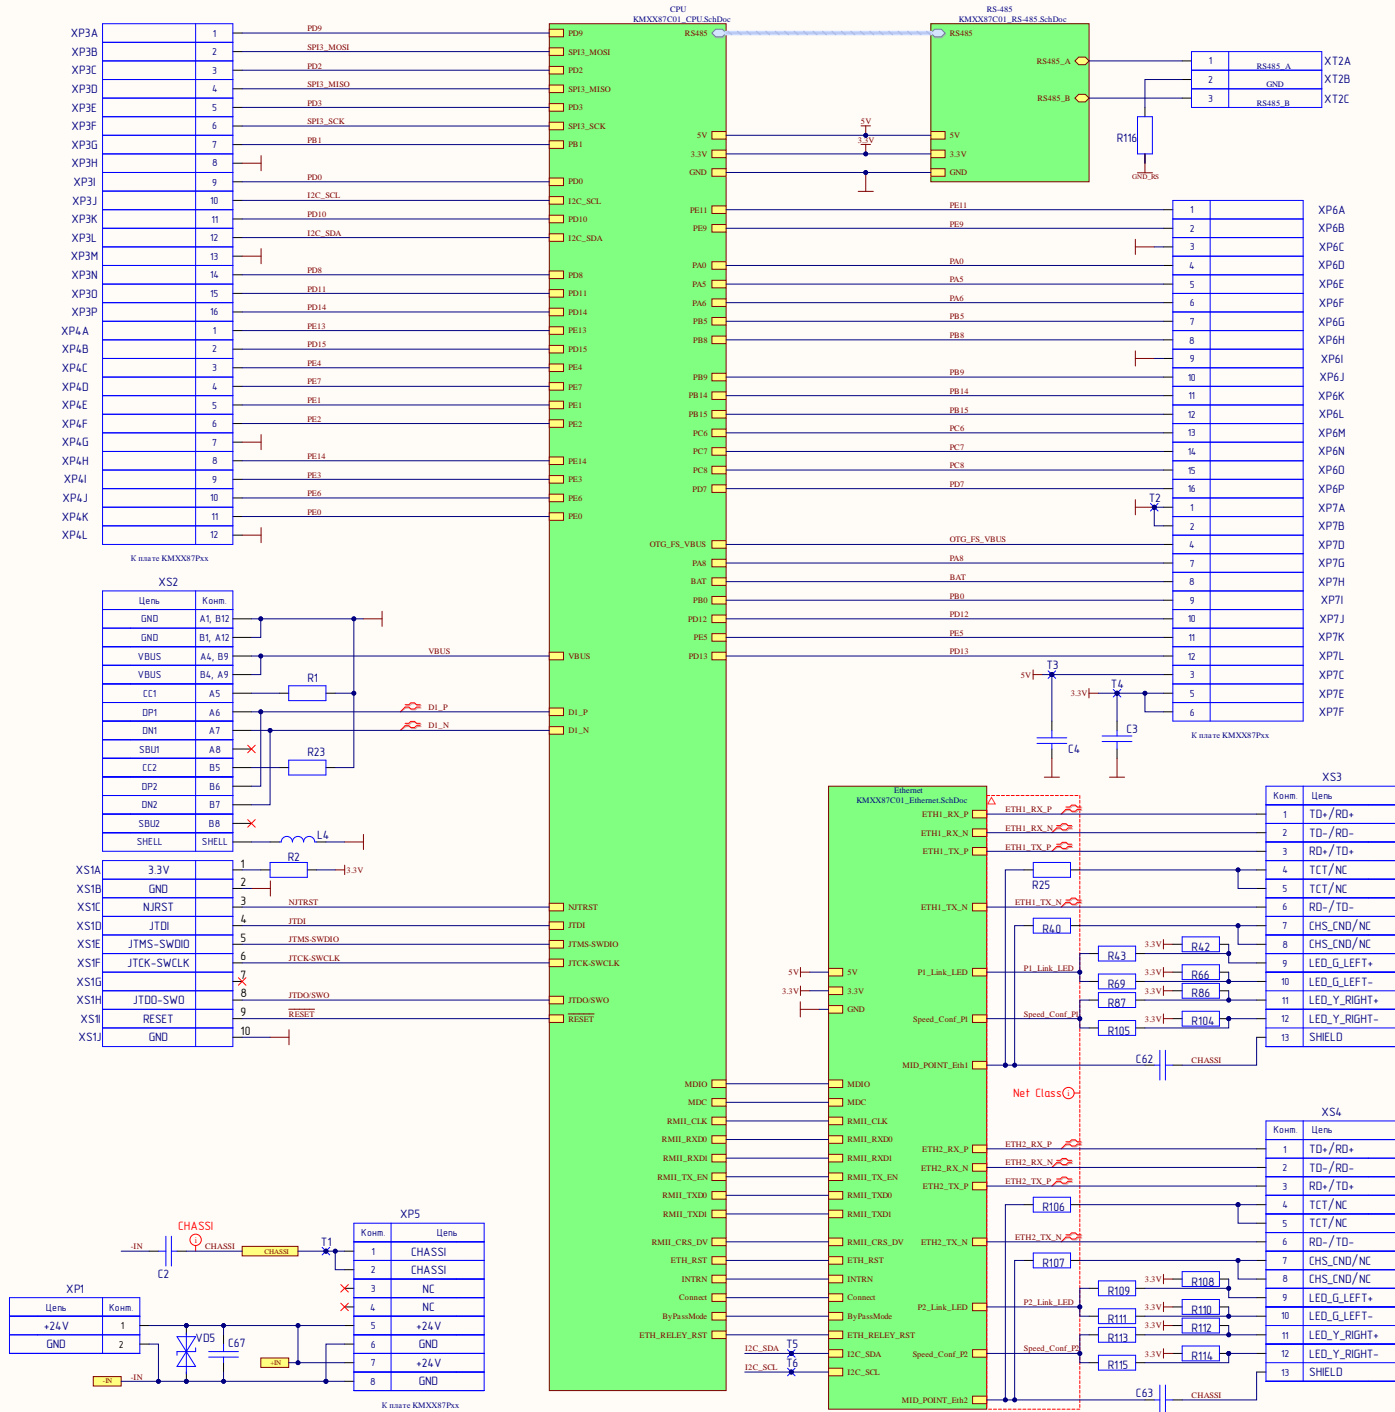 CPU
KMXX87C01_CPU.SchDoc
RS-485
KMXX87C01_RS-485.SchDoc
XP3A 1 PD9 PD9
XP3B 2 SPI3_MOSI SPI3_MOSI
XP3C 3 PD2 PD2
XP3D 4 SPI3_MISO SPI3_MISO
XP3E 5 PD3 PD3
XP3F 6 SPI3_SCK SPI3_SCK
XP3G 7 PB1 PB1
XP3H 8
XP3I 9 PD0 PD0
XP3J 10 I2C_SCL I2C_SCL
XP3K 11 PD10 PD10
XP3L 12 I2C_SDA I2C_SDA
XP3M 13
XP3N 14 PD8 PD8
XP3O 15 PD11 PD11
XP3P 16 PD14 PD14
XP4A 1 PE13 PE13
XP4B 2 PD15 PD15
XP4C 3 PE4 PE4
XP4D 4 PE7 PE7
XP4E 5 PE1 PE1
XP4F 6 PE2 PE2
XP4G 7
XP4H 8 PE14 PE14
XP4I 9 PE3 PE3
XP4J 10 PE6 PE6
XP4K 11 PE0 PE0
XP4L 12
К плате KMXX87Pxx
RS485 RS485
RS485_A 1 RS485_A XT2A
2 GND XT2B
RS485_B 3 RS485_B XT2C
R116
GND_RS
5V 5V 5V
3.3V 3.3V 3.3V
GND GND
PE11 PE11 1 XP6A
PE9 PE9 2 XP6B
3 XP6C
PA0 PA0 4 XP6D
PA5 PA5 5 XP6E
PA6 PA6 6 XP6F
PB5 PB5 7 XP6G
PB8 PB8 8 XP6H
9 XP6I
PB9 PB9 10 XP6J
PB14 PB14 11 XP6K
PB15 PB15 12 XP6L
PC6 PC6 13 XP6M
PC7 PC7 14 XP6N
PC8 PC8 15 XP6O
PD7 PD7 16 XP6P
T2 1 XP7A
2 XP7B
OTG_FS_VBUS OTG_FS_VBUS 4 XP7D
PA8 PA8 7 XP7G
BAT BAT 8 XP7H
PB0 PB0 9 XP7I
PD12 PD12 10 XP7J
PE5 PE5 11 XP7K
PD13 PD13 12 XP7L
5V T3 3 XP7C
3.3V T4 5 XP7E
6 XP7F
C4 C3
К плате KMXX87Pxx
XS2
Цепь Конт.
GND A1, B12
GND B1, A12
VBUS A4, B9 VBUS VBUS
VBUS B4, A9
CC1 A5 R1
DP1 A6 D1_P D1_P
DN1 A7 D1_N D1_N
SBU1 A8
CC2 B5 R23
DP2 B6
DN2 B7
SBU2 B8
SHELL SHELL L4
XS1A 3.3V 1 R2 3.3V
XS1B GND 2
XS1C NJRST 3 NJTRST NJTRST
XS1D JTDI 4 JTDI JTDI
XS1E JTMS-SWDIO 5 JTMS-SWDIO JTMS-SWDIO
XS1F JTCK-SWCLK 6 JTCK-SWCLK JTCK-SWCLK
XS1G 7
XS1H JTDO-SWO 8 JTDO/SWO JTDO/SWO
XS1I RESET 9 RESET RESET
XS1J GND 10
Ethernet
KMXX87C01_Ethernet.SchDoc
XS3
Конт. Цепь
ETH1_RX_P ETH1_RX_P 1 TD+/RD+
ETH1_RX_N ETH1_RX_N 2 TD-/RD-
ETH1_TX_P ETH1_TX_P 3 RD+/TD+
R25 4 TCT/NC
5 TCT/NC
ETH1_TX_N ETH1_TX_N 6 RD-/TD-
R40 7 CHS_CND/NC
3.3V R42 8 CHS_CND/NC
R43 9 LED_G_LEFT+
5V 5V P1_Link_LED P1_Link_LED 3.3V R66
R69 10 LED_G_LEFT-
3.3V 3.3V 3.3V R86
R87 11 LED_Y_RIGHT+
GND Speed_Conf_P1 Speed_Conf_P1 3.3V R104 12 LED_Y_RIGHT-
R105
13 SHIELD
MID_POINT_Eth1 C62 CHASSI
Net Class
MDIO MDIO
MDC MDC
RMII_CLK RMII_CLK
RMII_RXD0 RMII_RXD0
RMII_RXD1 RMII_RXD1
RMII_TX_EN RMII_TX_EN
RMII_TXD0 RMII_TXD0
RMII_TXD1 RMII_TXD1
RMII_CRS_DV RMII_CRS_DV
ETH_RST ETH_RST
INTRN INTRN
Connect Connect
ByPassMode ByPassMode
ETH_RELEY_RST ETH_RELEY_RST
I2C_SDA T5 I2C_SDA
I2C_SCL T6 I2C_SCL
XS4
Конт. Цепь
ETH2_RX_P ETH2_RX_P 1 TD+/RD+
ETH2_RX_N ETH2_RX_N 2 TD-/RD-
ETH2_TX_P ETH2_TX_P 3 RD+/TD+
R106 4 TCT/NC
5 TCT/NC
ETH2_TX_N ETH2_TX_N 6 RD-/TD-
R107 7 CHS_CND/NC
3.3V R108 8 CHS_CND/NC
R109 9 LED_G_LEFT+
P2_Link_LED P2_Link_LED 3.3V R110
R111 10 LED_G_LEFT-
3.3V R112
R113 11 LED_Y_RIGHT+
Speed_Conf_P2 Speed_Conf_P2 3.3V R114 12 LED_Y_RIGHT-
R115
13 SHIELD
MID_POINT_Eth2 C63 CHASSI
XP5
Конт. Цепь
CHASSI
-IN C2 CHASSI CHASSI T1 1 CHASSI
2 CHASSI
3 NC
4 NC
5 +24V
6 GND
+IN 7 +24V
8 GND
К плате KMXX87Pxx
XP1
Цепь Конт.
+24V 1
GND 2
VD5 C67
-IN -IN